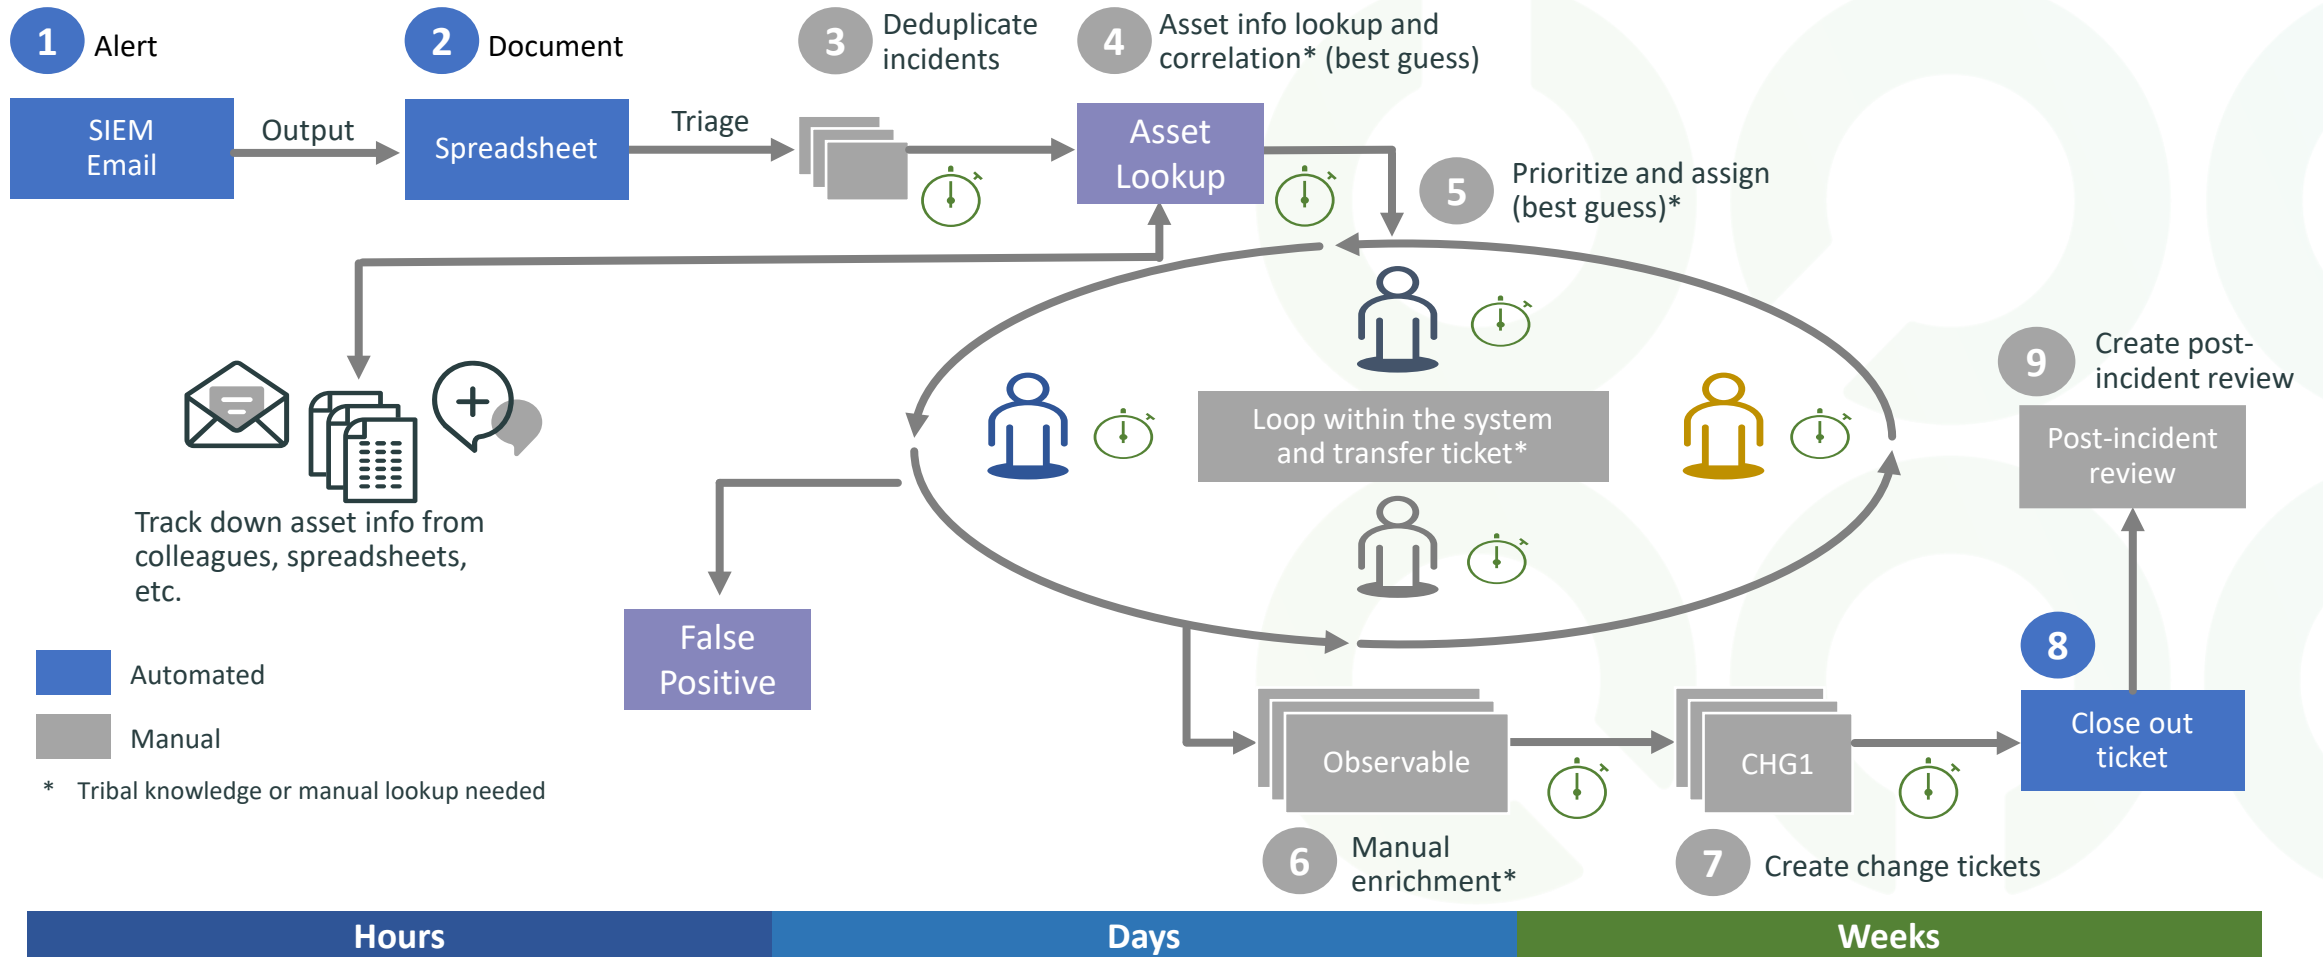 1
Alert
2
Document
3
Deduplicate
incidents
4
Asset info lookup and
correlation* (best guess)
SIEM
Email
Output
Spreadsheet
Triage
Asset
Lookup
5
Prioritize and assign
(best guess)*
Loop within the system
and transfer ticket*
9
Create post-
incident review
Post-incident
review
Track down asset info from
colleagues, spreadsheets,
etc.
False
Positive
8
Close out
ticket
Observable
CHG1
6
Manual
enrichment*
7
Create change tickets
Automated
Manual
* Tribal knowledge or manual lookup needed
Hours
Days
Weeks